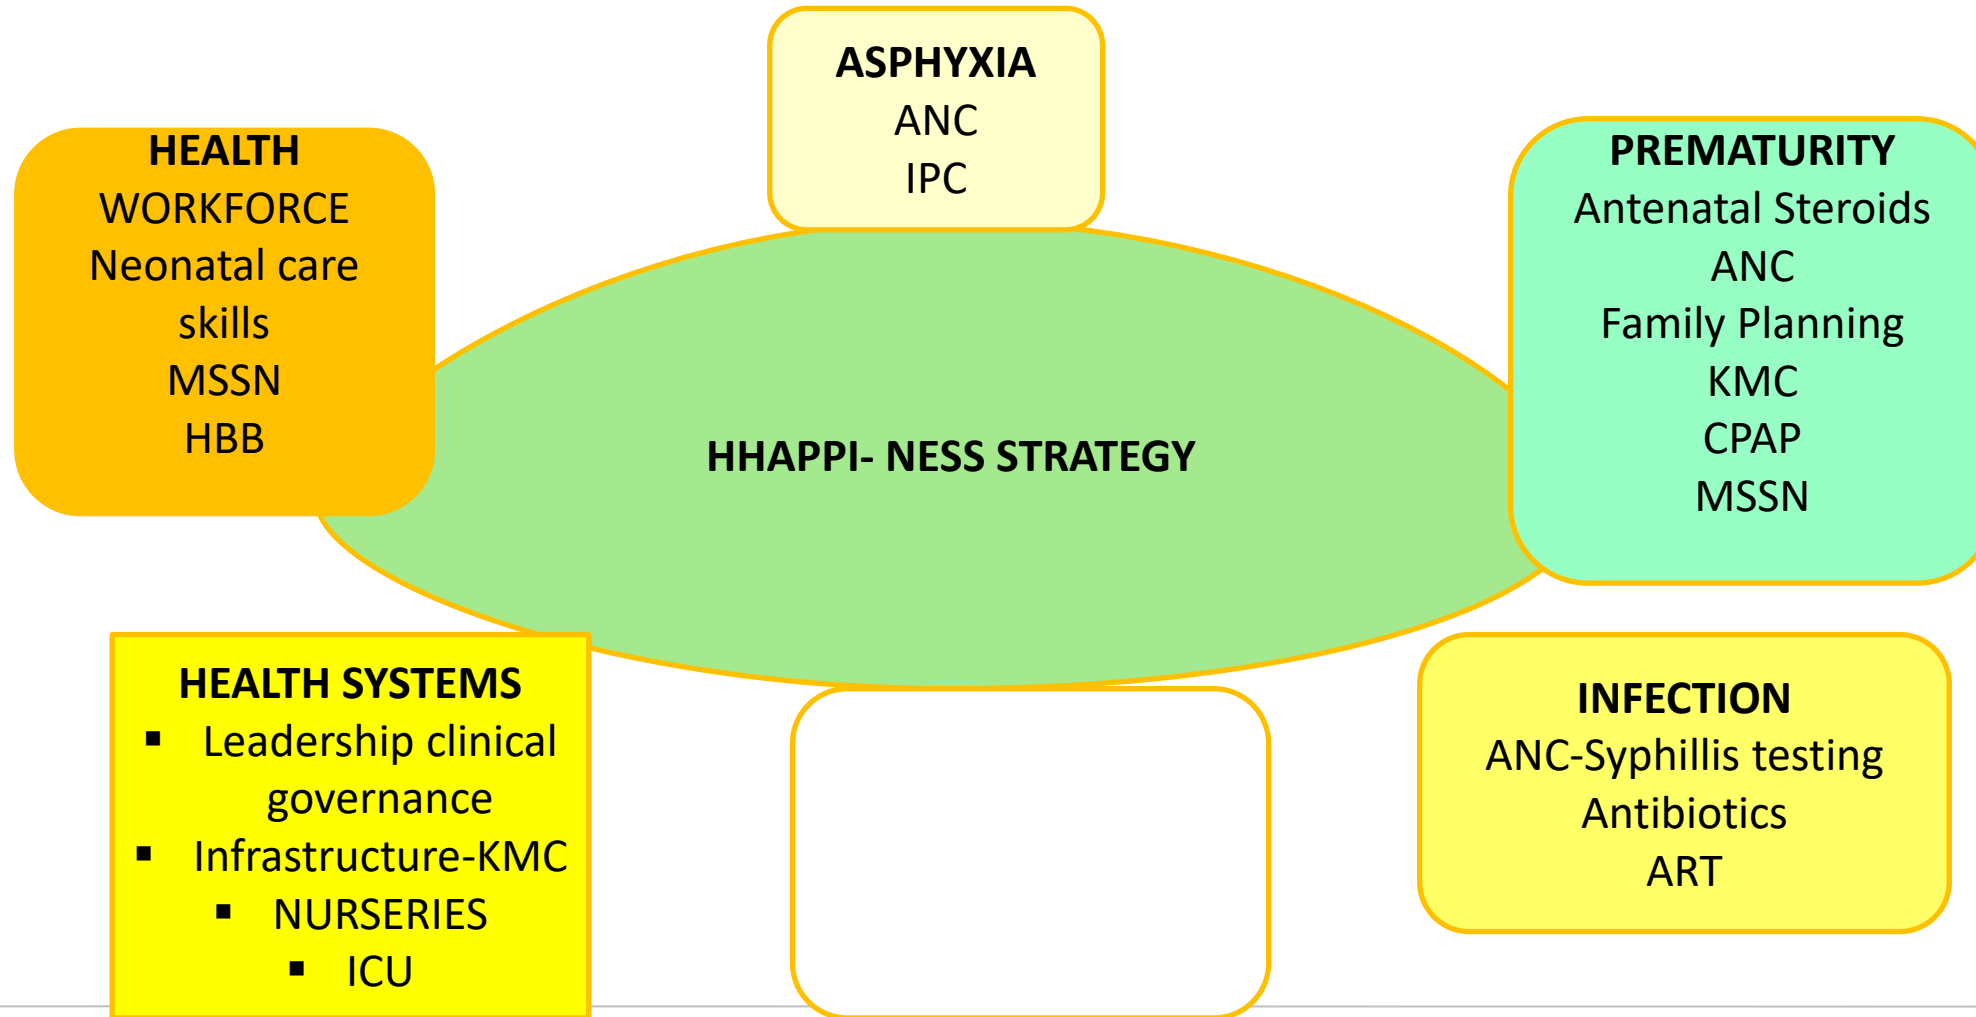 ASPHYXIA
ANC
IPC
HEALTH
WORKFORCE
Neonatal care
skills
MSSN
HBB
PREMATURITY
Antenatal Steroids
ANC
Family Planning
KMC
CPAP
MSSN
HHAPPI- NESS STRATEGY
HEALTH SYSTEMS
▪ Leadership clinical
governance
▪ Infrastructure-KMC
▪ NURSERIES
▪ ICU
INFECTION
ANC-Syphillis testing
Antibiotics
ART